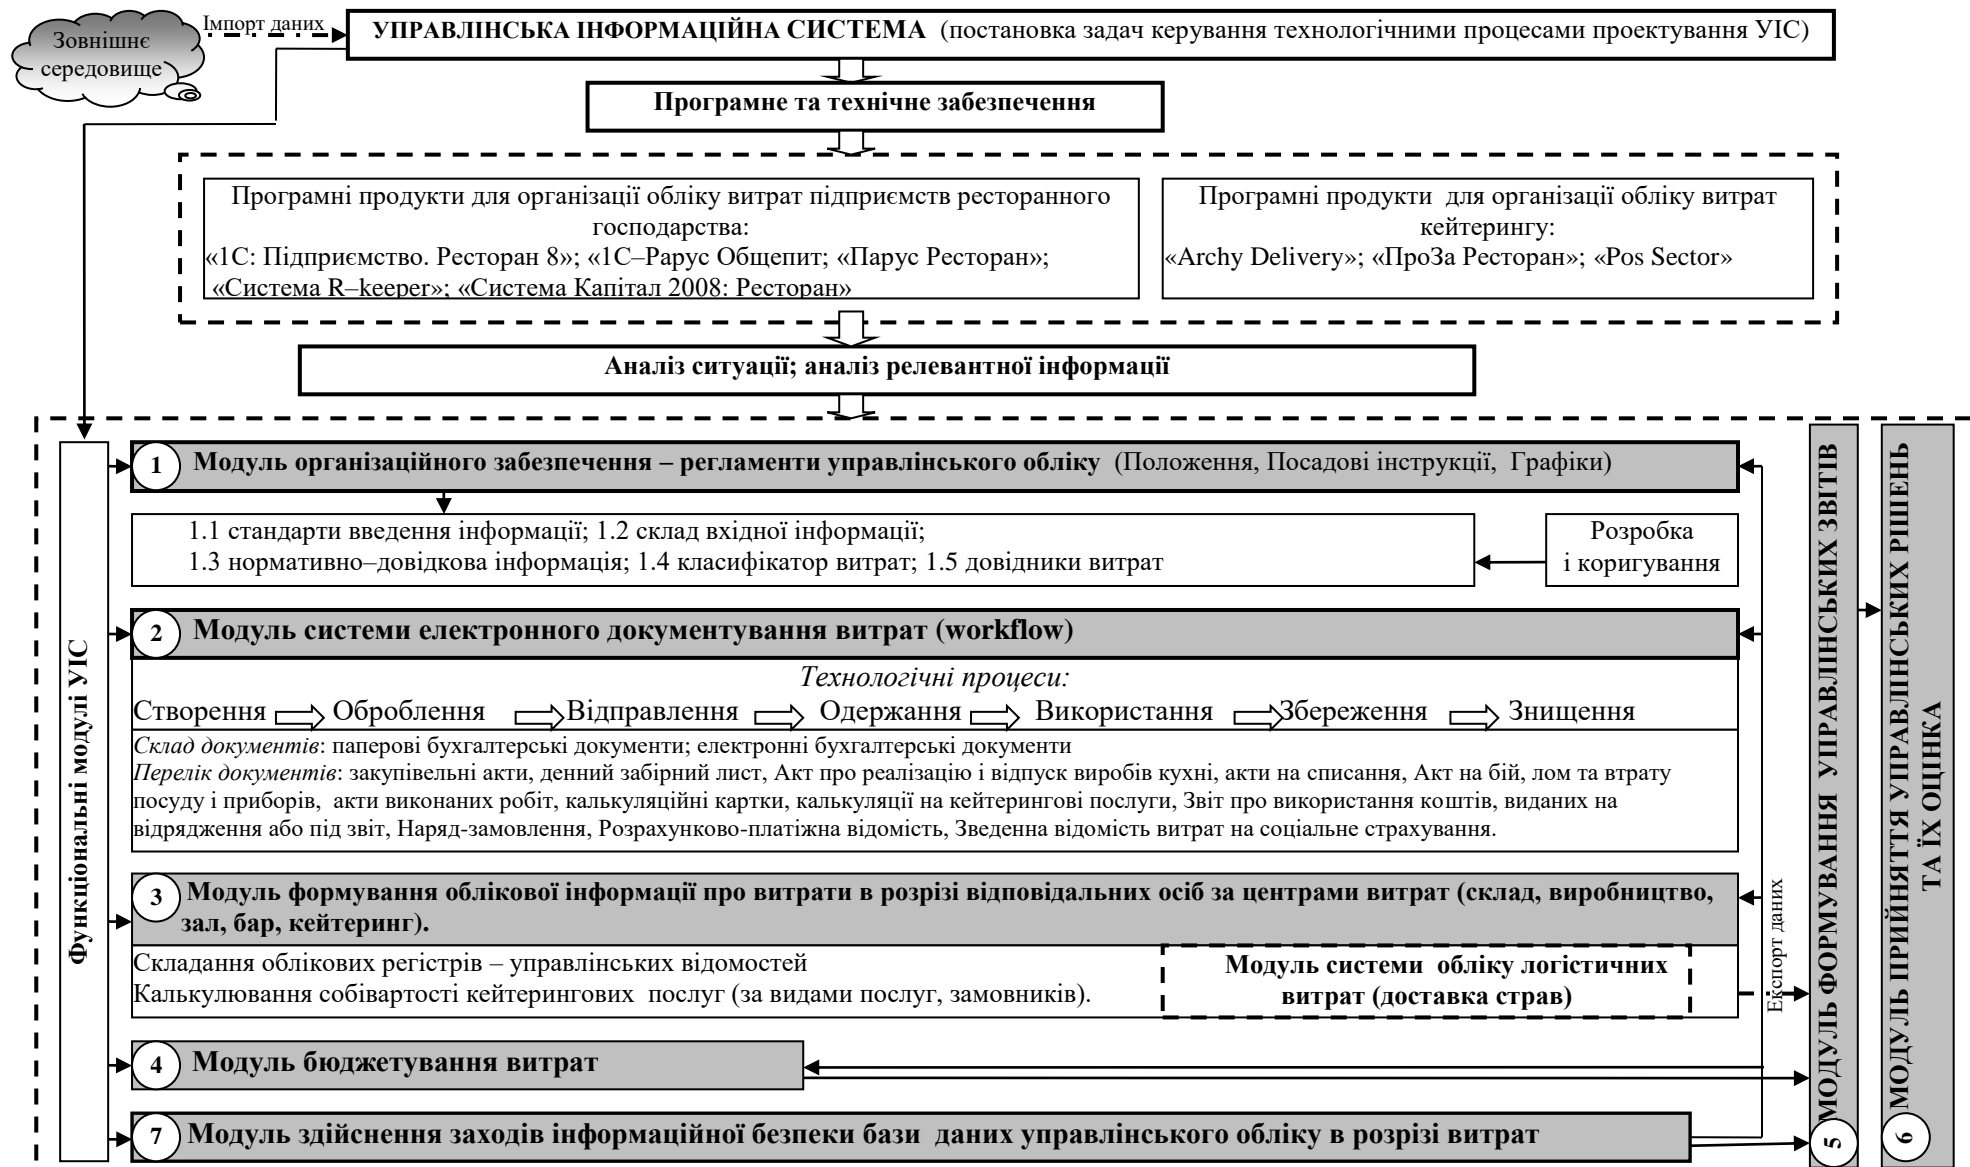 Зовнішнє
середовище
Імпорт даних
УПРАВЛІНСЬКА ІНФОРМАЦІЙНА СИСТЕМА (постановка задач керування технологічними процесами проектування УІС)
Програмне та технічне забезпечення
Програмні продукти для організації обліку витрат підприємств ресторанного
господарства:
«1С: Підприємство. Ресторан 8»; «1С–Рарус Общепит; «Парус Ресторан»;
«Система R–keeper»; «Система Капітал 2008: Ресторан»
Програмні продукти для організації обліку витрат
кейтерингу:
«Archy Delivery»; «ПроЗа Ресторан»; «Pos Sector»
Аналіз ситуації; аналіз релевантної інформації
Функціональні модулі УІС
1 Модуль організаційного забезпечення – регламенти управлінського обліку (Положення, Посадові інструкції, Графіки)
1.1 стандарти введення інформації; 1.2 склад вхідної інформації;
1.3 нормативно–довідкова інформація; 1.4 класифікатор витрат; 1.5 довідники витрат
Розробка
і коригування
2 Модуль системи електронного документування витрат (workflow)
Технологічні процеси:
Створення Оброблення Відправлення Одержання Використання Збереження Знищення
Склад документів: паперові бухгалтерські документи; електронні бухгалтерські документи
Перелік документів: закупівельні акти, денний забірний лист, Акт про реалізацію і відпуск виробів кухні, акти на списання, Акт на бій, лом та втрату
посуду і приборів, акти виконаних робіт, калькуляційні картки, калькуляції на кейтерингові послуги, Звіт про використання коштів, виданих на
відрядження або під звіт, Наряд-замовлення, Розрахунково-платіжна відомість, Зведенна відомість витрат на соціальне страхування.
3 Модуль формування облікової інформації про витрати в розрізі відповідальних осіб за центрами витрат (склад, виробництво,
зал, бар, кейтеринг).
Складання облікових регістрів – управлінських відомостей
Калькулювання собівартості кейтерингових послуг (за видами послуг, замовників).
Модуль системи обліку логістичних
витрат (доставка страв)
Експорт даних
4 Модуль бюджетування витрат
7 Модуль здійснення заходів інформаційної безпеки бази даних управлінського обліку в розрізі витрат
5 МОДУЛЬ ФОРМУВАННЯ УПРАВЛІНСЬКИХ ЗВІТІВ
6 МОДУЛЬ ПРИЙНЯТТЯ УПРАВЛІНСЬКИХ РІШЕНЬ
ТА ЇХ ОЦІНКА